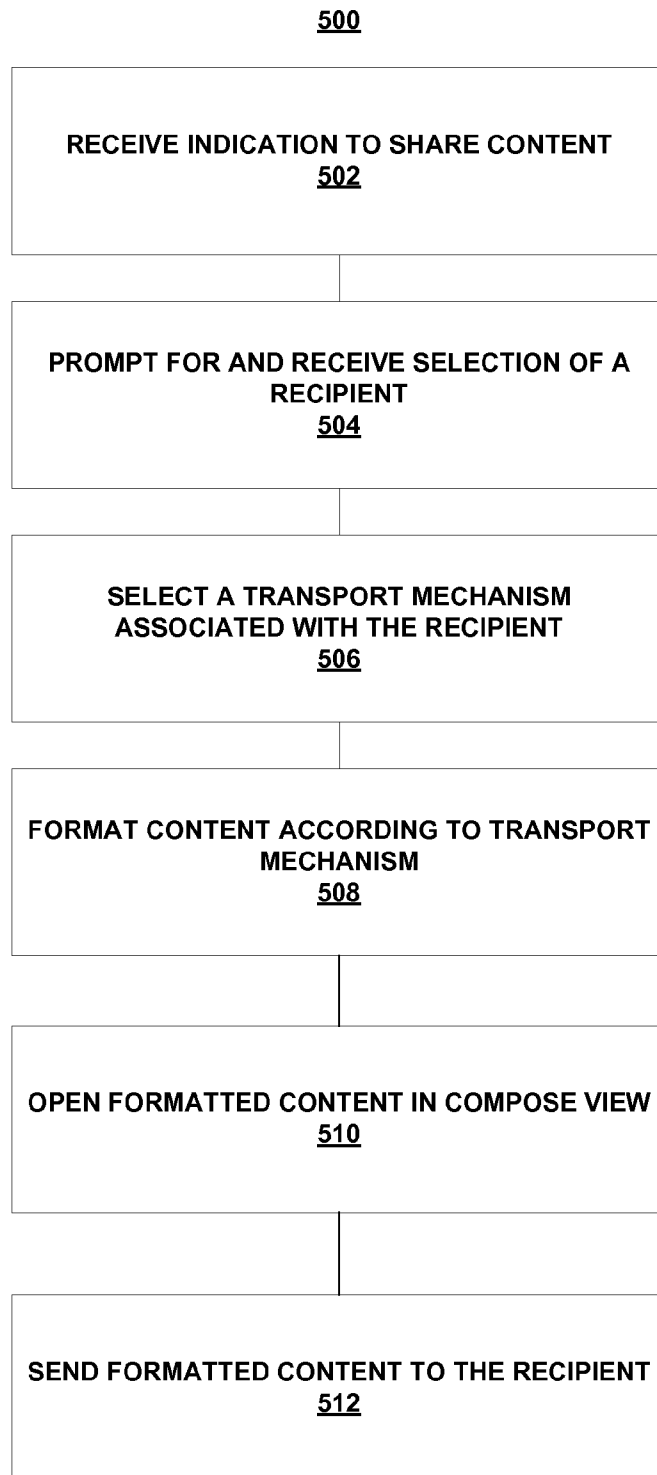 500
RECEIVE INDICATION TO SHARE CONTENT
502
PROMPT FOR AND RECEIVE SELECTION OF A
RECIPIENT
504
SELECT A TRANSPORT MECHANISM
ASSOCIATED WITH THE RECIPIENT
506
FORMAT CONTENT ACCORDING TO TRANSPORT
MECHANISM
508
OPEN FORMATTED CONTENT IN COMPOSE VIEW
510
SEND FORMATTED CONTENT TO THE RECIPIENT
512